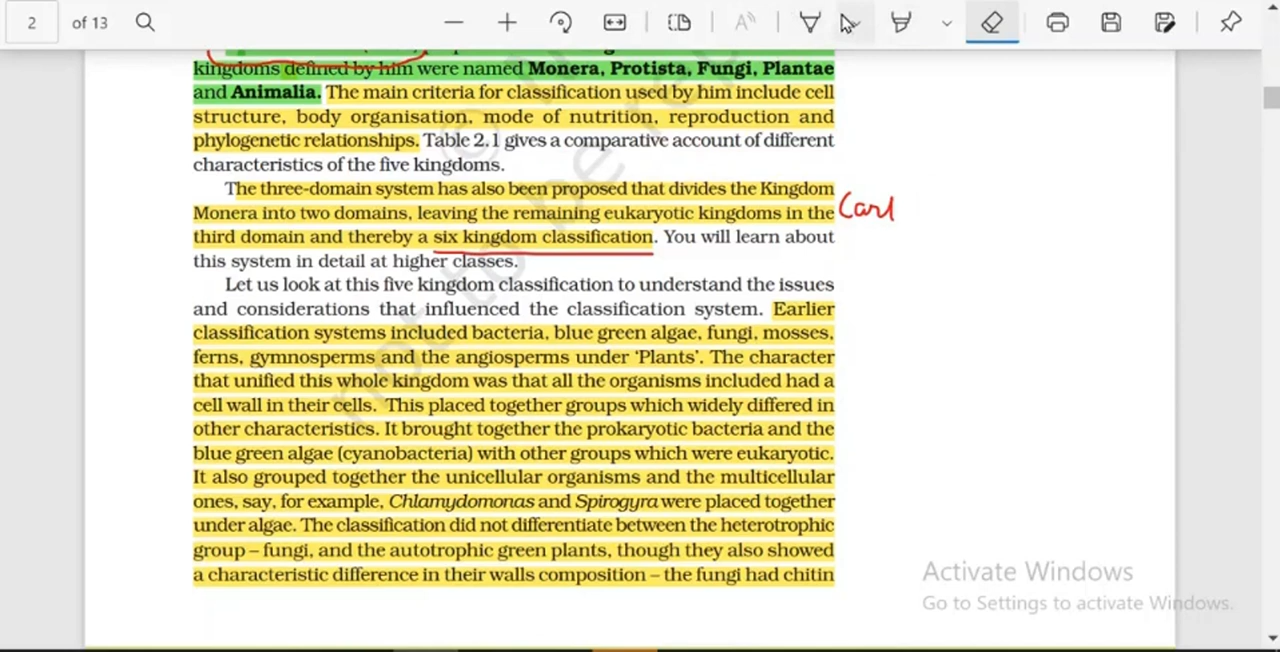 2 of 13
kingdoms defined by him were named Monera, Protista, Fungi, Plantae
and Animalia. The main criteria for classification used by him include cell
structure, body organisation, mode of nutrition, reproduction and
phylogenetic relationships. Table 2.1 gives a comparative account of different
characteristics of the five kingdoms.
The three-domain system has also been proposed that divides the Kingdom
Monera into two domains, leaving the remaining eukaryotic kingdoms in the Carl
third domain and thereby a six kingdom classification. You will learn about
this system in detail at higher classes.
Let us look at this five kingdom classification to understand the issues
and considerations that influenced the classification system. Earlier
classification systems included bacteria, blue green algae, fungi, mosses,
ferns, gymnosperms and the angiosperms under ‘Plants’. The character
that unified this whole kingdom was that all the organisms included had a
cell wall in their cells. This placed together groups which widely differed in
other characteristics. It brought together the prokaryotic bacteria and the
blue green algae (cyanobacteria) with other groups which were eukaryotic.
It also grouped together the unicellular organisms and the multicellular
ones, say, for example, Chlamydomonas and Spirogyra were placed together
under algae. The classification did not differentiate between the heterotrophic
group – fungi, and the autotrophic green plants, though they also showed
a characteristic difference in their walls composition – the fungi had chitin
Activate Windows
Go to Settings to activate Windows.